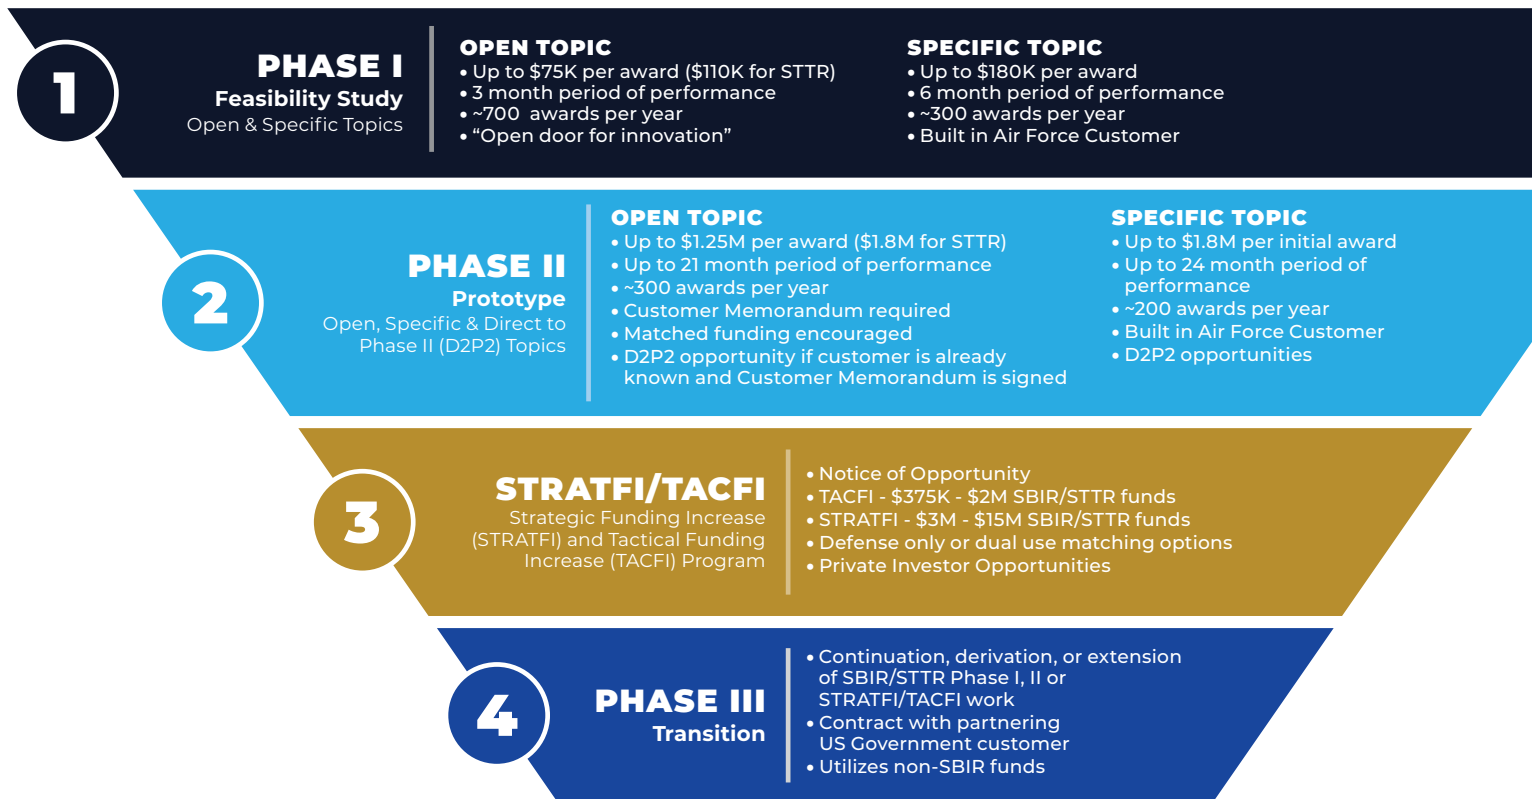 1
PHASE I
Feasibility Study
Open & Specific Topics
OPEN TOPIC
• Up to $75K per award ($110K for STTR)
• 3 month period of performance
• ~700 awards per year
• “Open door for innovation”
SPECIFIC TOPIC
• Up to $180K per award
• 6 month period of performance
• ~300 awards per year
• Built in Air Force Customer
2
PHASE II
Prototype
Open, Specific & Direct to
Phase II (D2P2) Topics
OPEN TOPIC
• Up to $1.25M per award ($1.8M for STTR)
• Up to 21 month period of performance
• ~300 awards per year
• Customer Memorandum required
• Matched funding encouraged
• D2P2 opportunity if customer is already
known and Customer Memorandum is signed
SPECIFIC TOPIC
• Up to $1.8M per initial award
• Up to 24 month period of
performance
• ~200 awards per year
• Built in Air Force Customer
• D2P2 opportunities
3
STRATFI/TACFI
Strategic Funding Increase
(STRATFI) and Tactical Funding
Increase (TACFI) Program
• Notice of Opportunity
• TACFI - $375K - $2M SBIR/STTR funds
• STRATFI - $3M - $15M SBIR/STTR funds
• Defense only or dual use matching options
• Private Investor Opportunities
4
PHASE III
Transition
• Continuation, derivation, or extension
of SBIR/STTR Phase I, II or
STRATFI/TACFI work
• Contract with partnering
US Government customer
• Utilizes non-SBIR funds